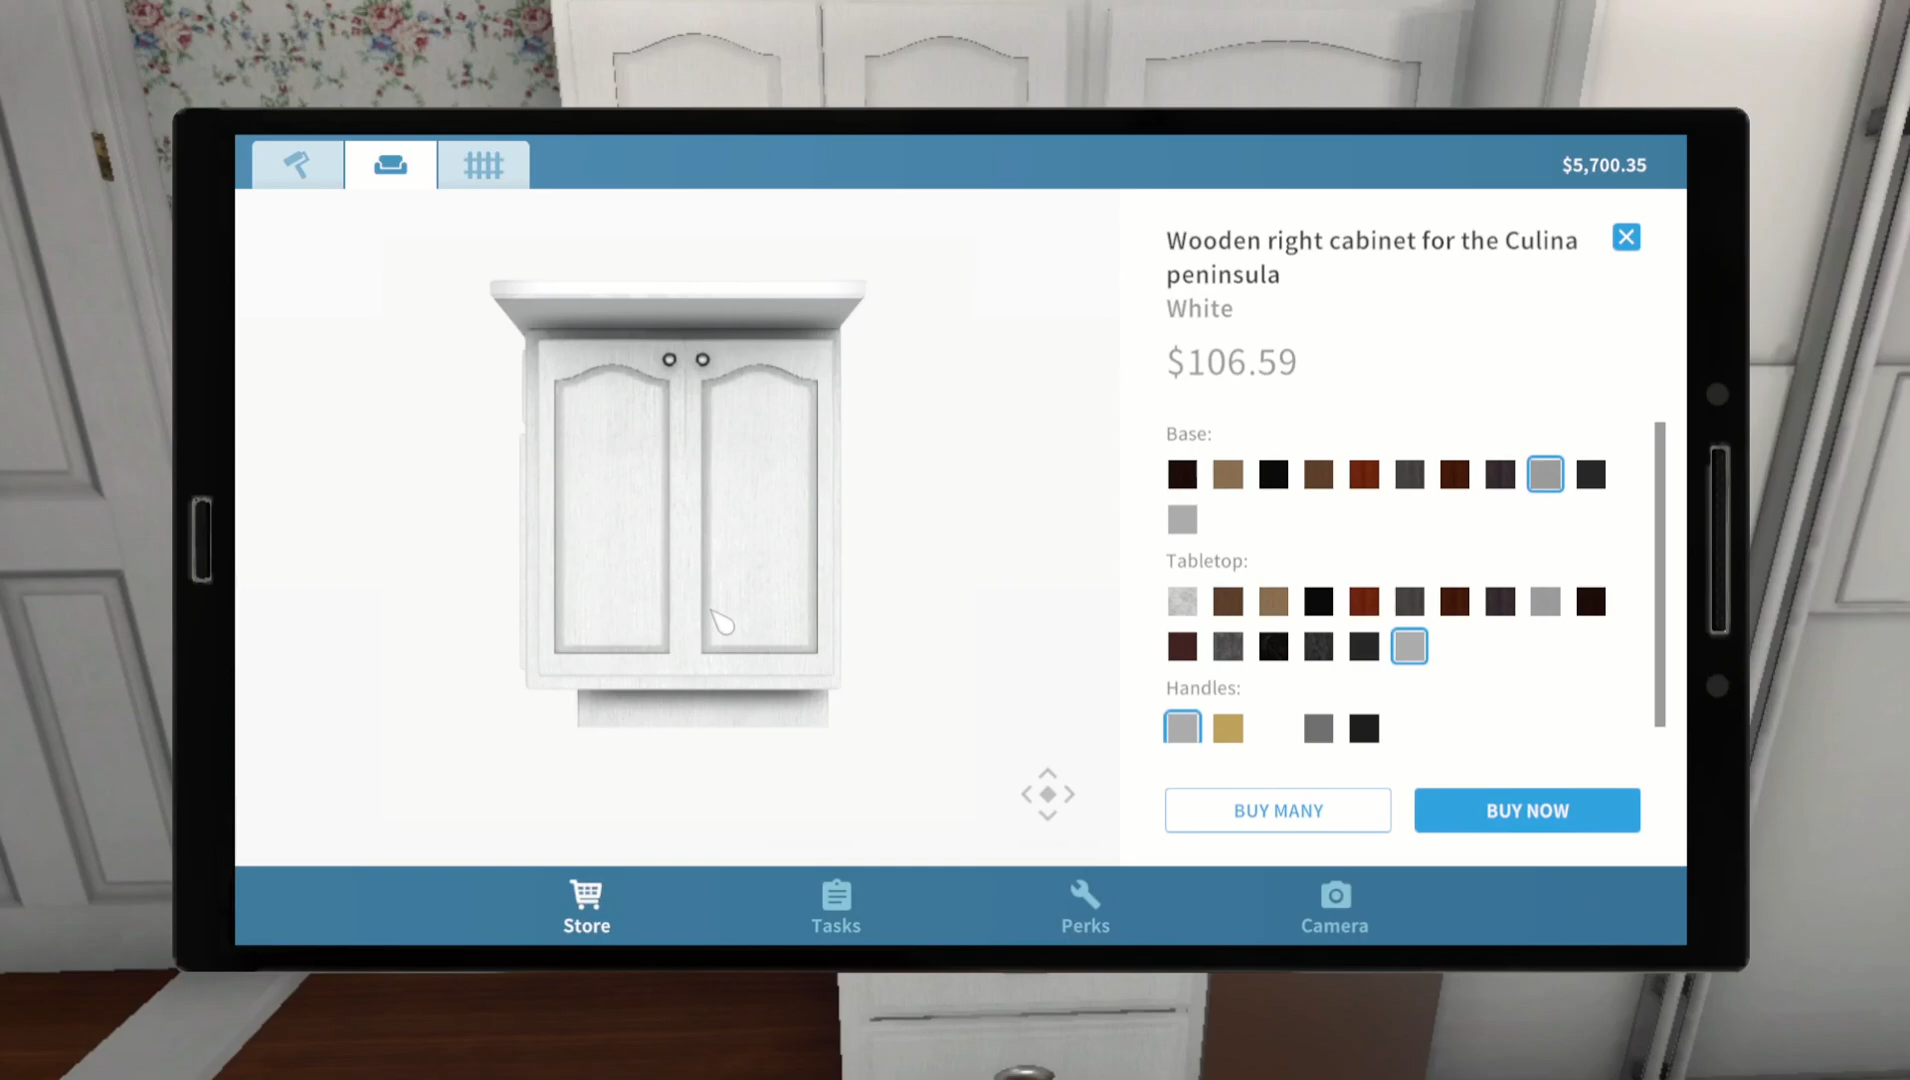 $5,700.35
Wooden right cabinet for the Culina
peninsula
White
$106.59
Base:
Tabletop:
Handles:
BUY MANY
BUY NOW
Store
Tasks
Perks
Camera